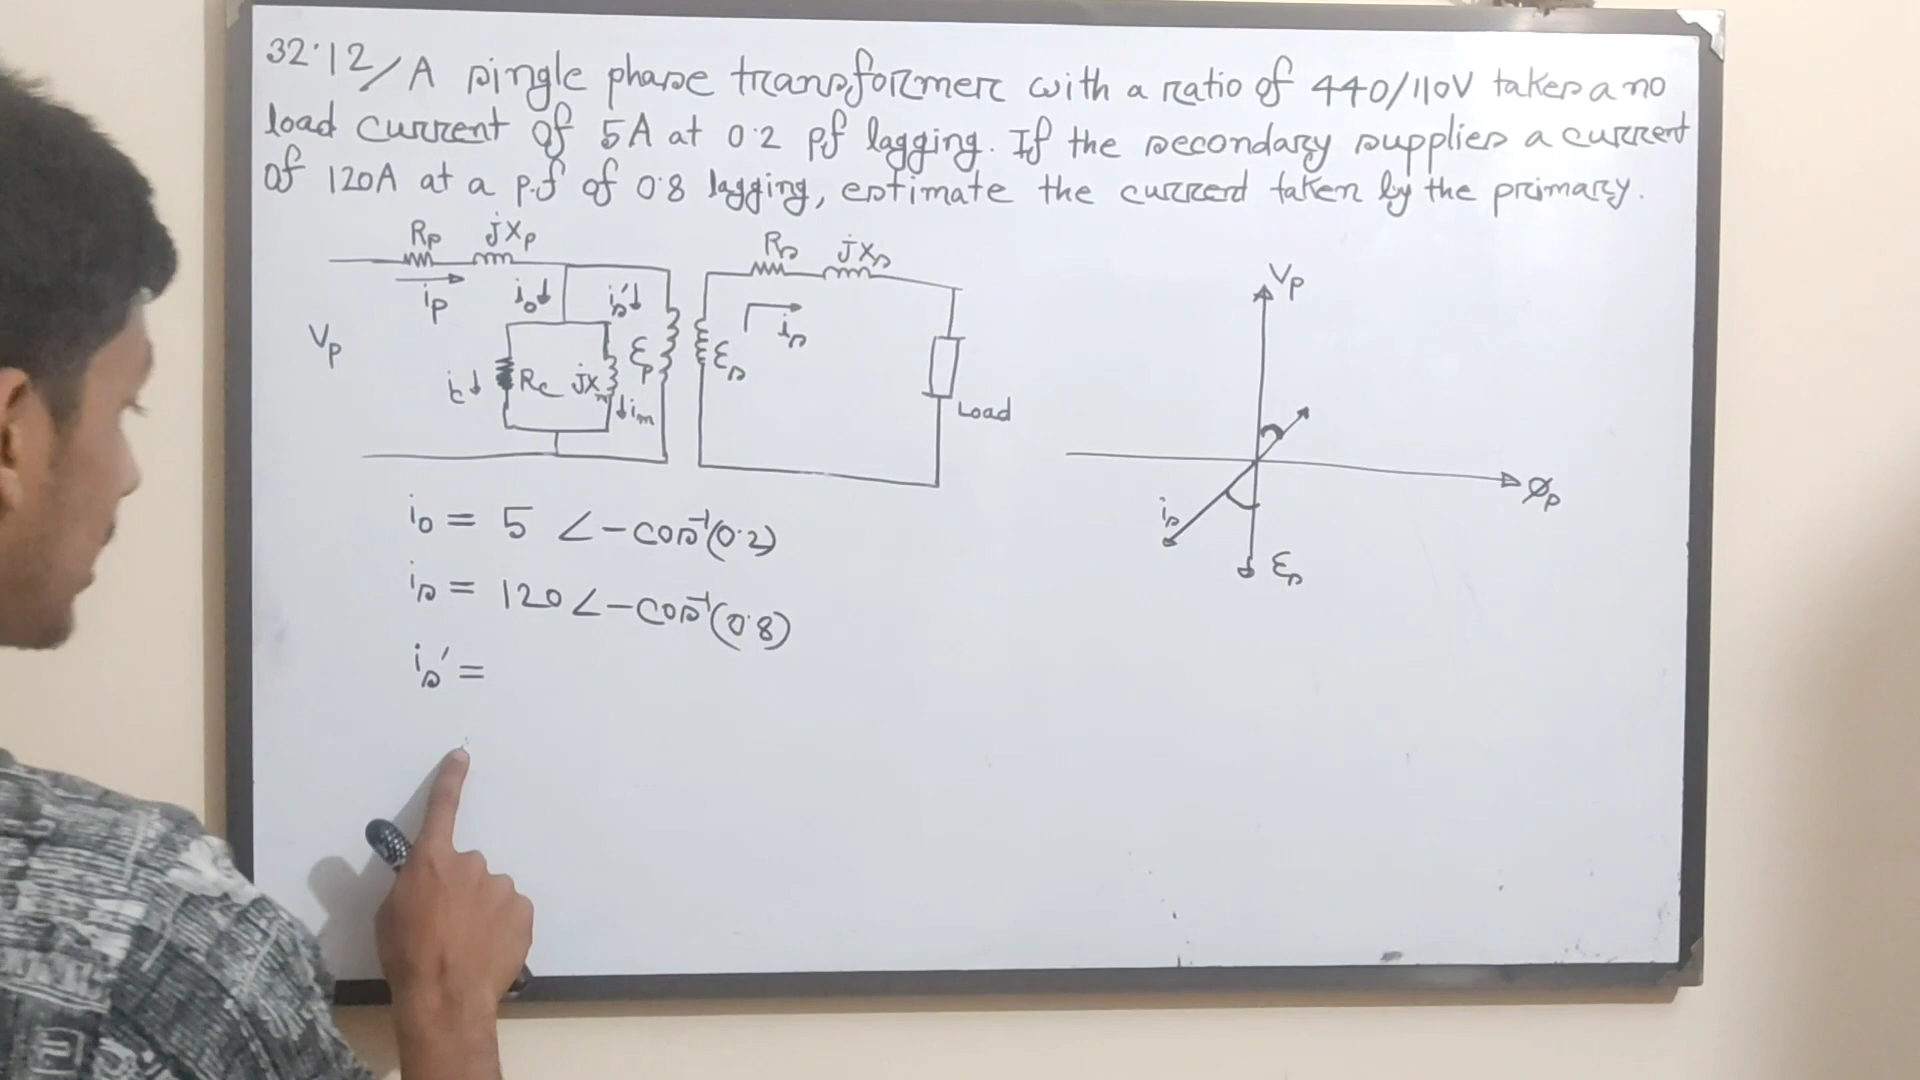 32.12/ A single phase transformer with a ratio of 440/110V takes a no
load current of 5A at 0.2 pf lagging. If the secondary supplies a current
of 120A at a p.f of 0.8 lagging, estimate the current taken by the primary.
Rp jXp
ip io↓ is'↓
Vp
ic↓ Rc jXm ↓im
Ep
Es
Rs jXs
is
Load
Vp
Φp
is
Es
io = 5 ∠-cos⁻¹(0.2)
is = 120∠-cos⁻¹(0.8)
is' =